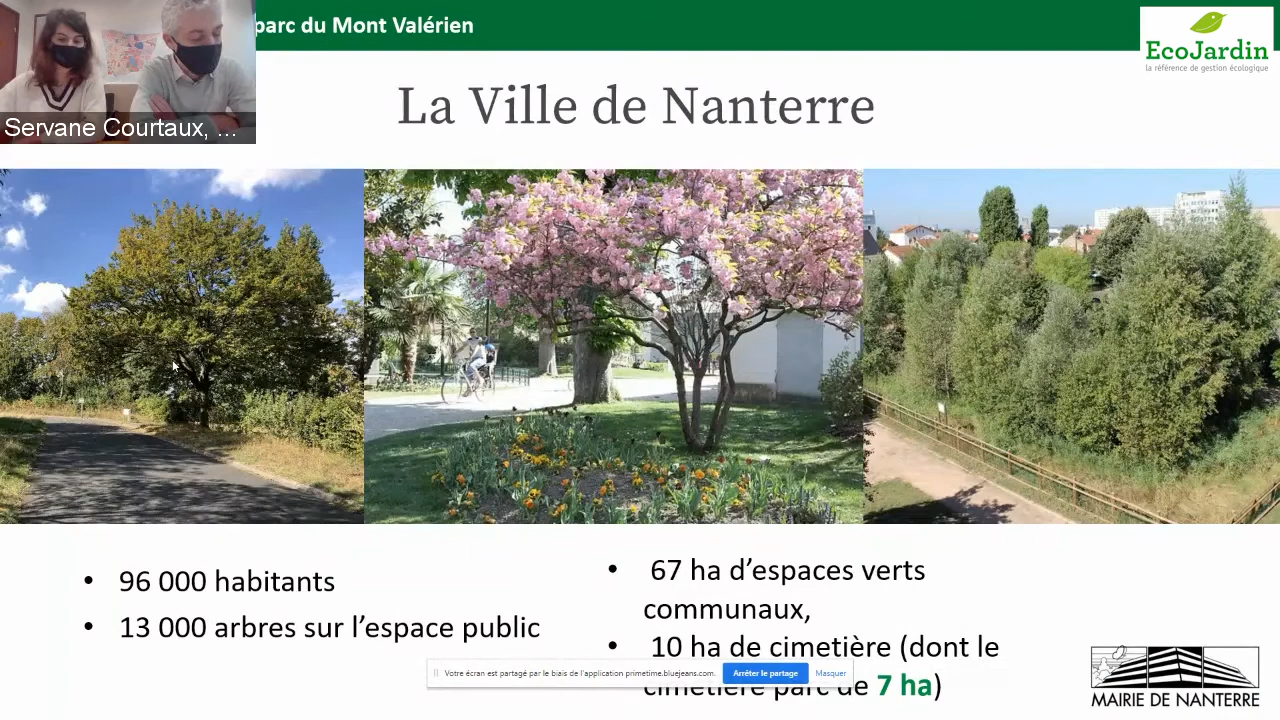 parc du Mont Valérien
EcoJardin
la référence de gestion écologique
Servane Courtaux, ...
La Ville de Nanterre
• 96 000 habitants
• 13 000 arbres sur l’espace public
• 67 ha d’espaces verts
communaux,
• 10 ha de cimetière (dont le
cimetière parc de 7 ha)
Votre écran est partagé par le biais de l'application primetime.bluejeans.com.
Arrêter le partage
Masquer
MAIRIE DE NANTERRE